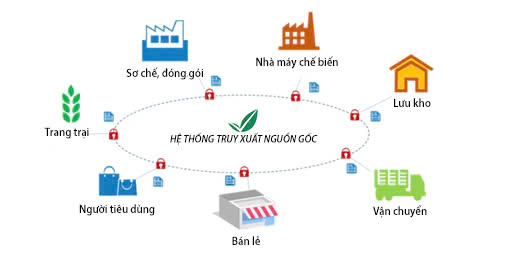 Nhà máy chế biến
Sơ chế, đóng gói
Lưu kho
Trang trại
HỆ THỐNG TRUY XUẤT NGUỒN GỐC
Người tiêu dùng
Vận chuyển
Bán lẻ